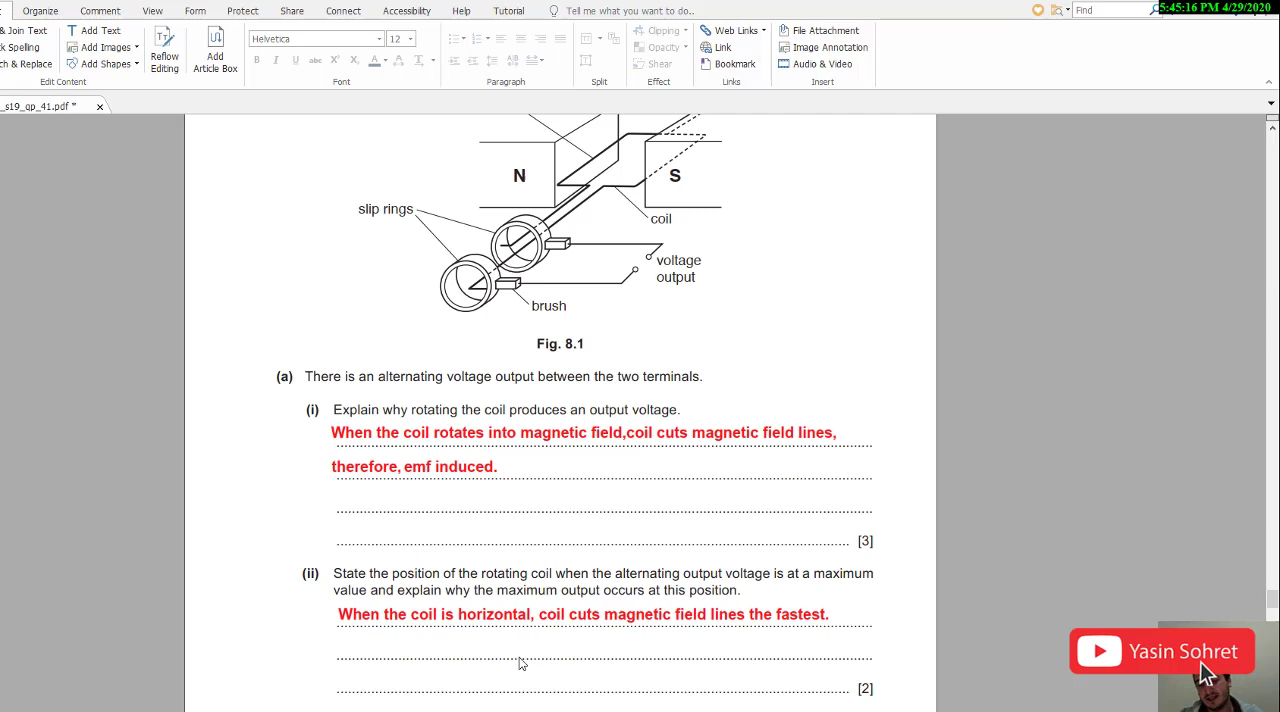 5:45:16 PM 4/29/2020
Organize Comment View Form Protect Share Connect Accessibility Help Tutorial Tell me what you want to do.. Find
Join Text Add Text Helvetica 12 Clipping Web Links File Attachment
Spelling Add Images Reflow Editing Add Article Box Opacity Link Image Annotation
& Replace Add Shapes Shear Bookmark Audio & Video
Edit Content Font Paragraph Split Effect Links Insert
_s19_qp_41.pdf *
N
S
slip rings
coil
voltage
output
brush
Fig. 8.1
(a) There is an alternating voltage output between the two terminals.
(i) Explain why rotating the coil produces an output voltage.
When the coil rotates into magnetic field,coil cuts magnetic field lines,
therefore, emf induced.
[3]
(ii) State the position of the rotating coil when the alternating output voltage is at a maximum
value and explain why the maximum output occurs at this position.
When the coil is horizontal, coil cuts magnetic field lines the fastest.
Yasin Sohret
[2]